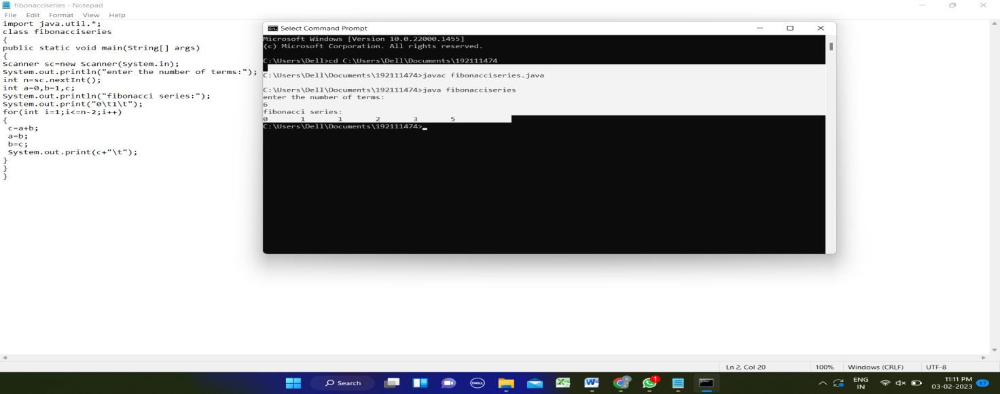 fibonacciseries - Notepad
File Edit Format View Help
import java.util.*;
class fibonacciseries
{
public static void main(String[] args)
{
Scanner sc=new Scanner(System.in);
System.out.println("enter the number of terms:");
int n=sc.nextInt();
int a=0,b=1,c;
System.out.println("fibonacci series:");
System.out.print("0\t1\t");
for(int i=1;i<=n-2;i++)
{
c=a+b;
a=b;
b=c;
System.out.print(c+"\t");
}
}
}
Select Command Prompt
Microsoft Windows [Version 10.0.22000.1455]
(c) Microsoft Corporation. All rights reserved.
C:\Users\Dell>cd C:\Users\Dell\Documents\192111474
C:\Users\Dell\Documents\192111474>javac fibonacciseries.java
C:\Users\Dell\Documents\192111474>java fibonacciseries
enter the number of terms:
6
fibonacci series:
0 1 1 2 3 5
C:\Users\Dell\Documents\192111474>
Ln 2, Col 20 100% Windows (CRLF) UTF-8
Search
DELL
1
ENG
IN
11:11 PM
03-02-2023
17